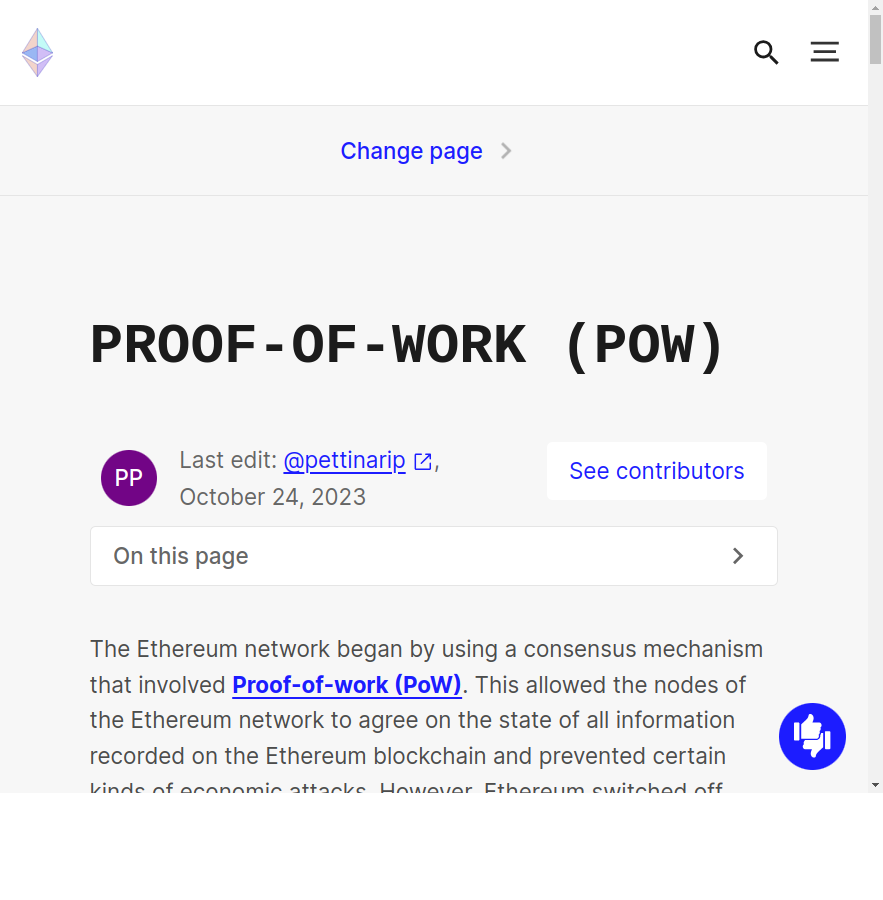 Change page
PROOF-OF-WORK (POW)
PP
Last edit: @pettinarip,
October 24, 2023
See contributors
On this page
The Ethereum network began by using a consensus mechanism
that involved Proof-of-work (PoW). This allowed the nodes of
the Ethereum network to agree on the state of all information
recorded on the Ethereum blockchain and prevented certain
kinds of economic attacks. However, Ethereum switched off